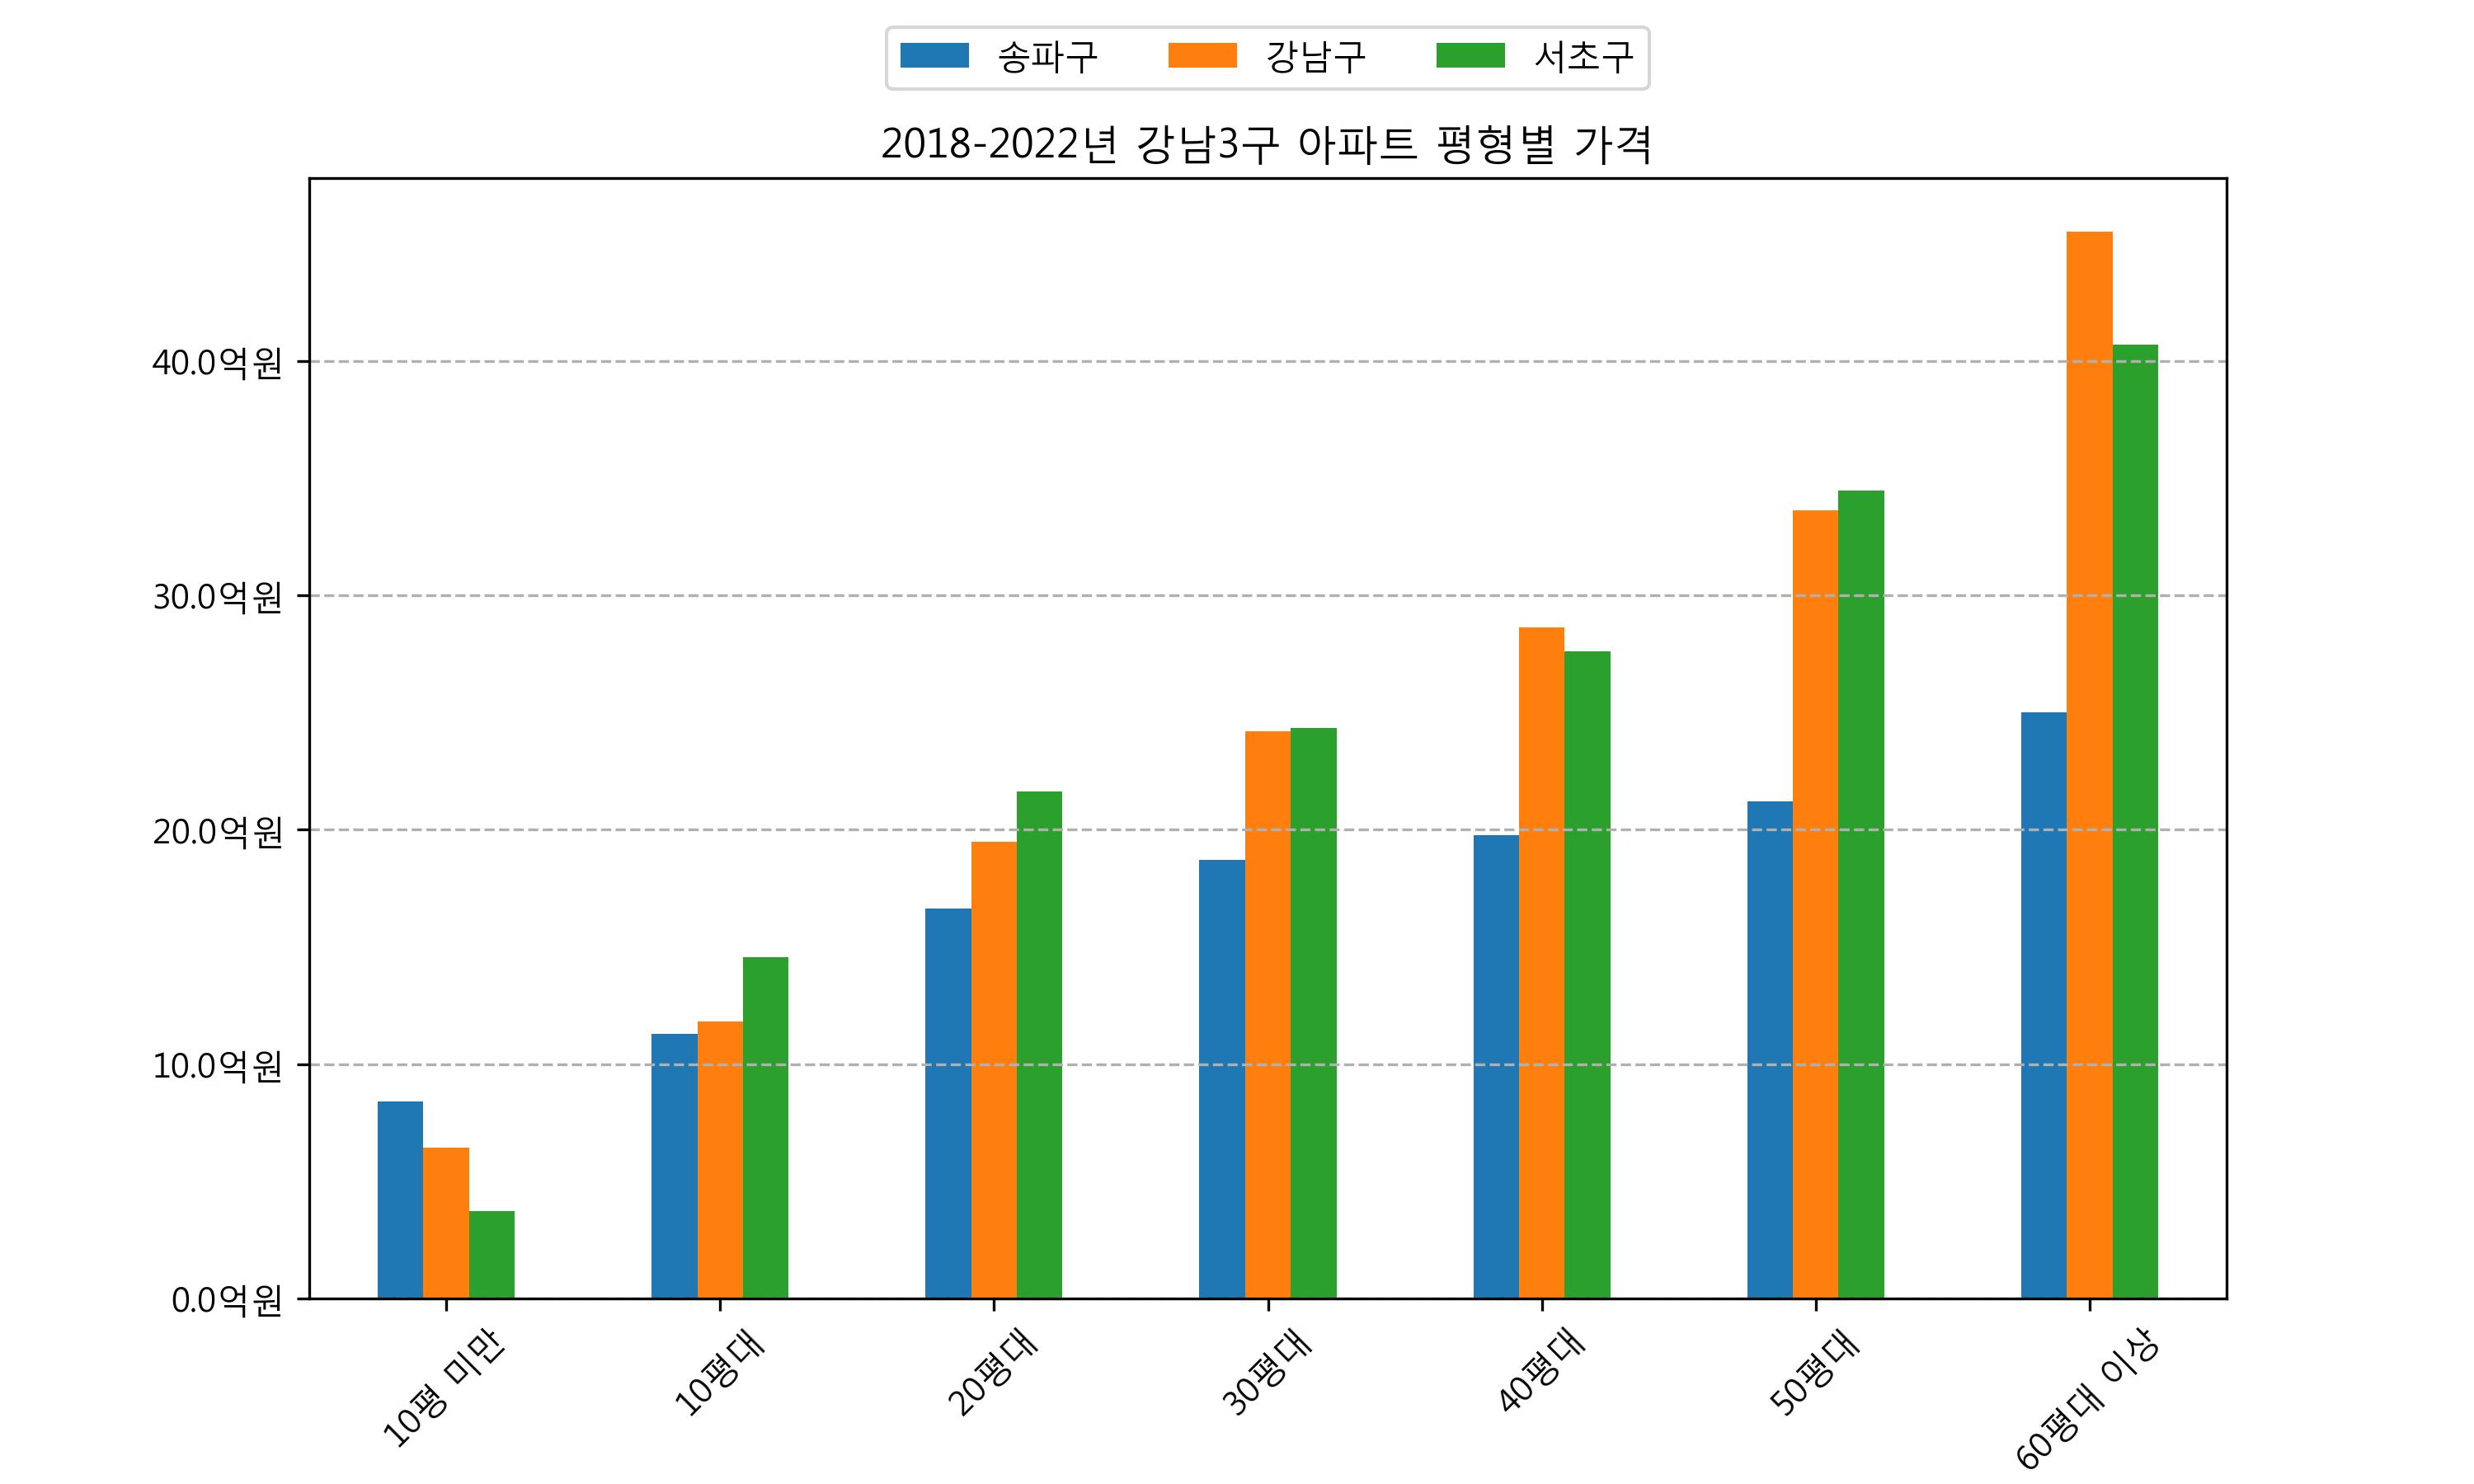 송파구 강남구 서초구
2018-2022년 강남3구 아파트 평형별 가격
40.0억원
30.0억원
20.0억원
10.0억원
0.0억원
10평 미만
10평대
20평대
30평대
40평대
50평대
60평대 이상